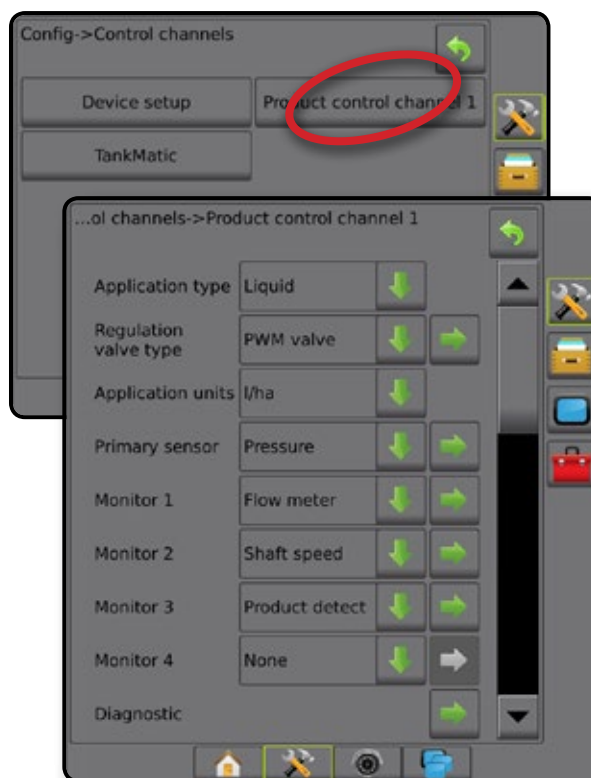 Config->Control channels
Device setup
Product control channel 1
TankMatic
...ol channels->Product control channel 1
Application type Liquid
Regulation
valve type
PWM valve
Application units l/ha
Primary sensor Pressure
Monitor 1 Flow meter
Monitor 2 Shaft speed
Monitor 3 Product detect
Monitor 4 None
Diagnostic